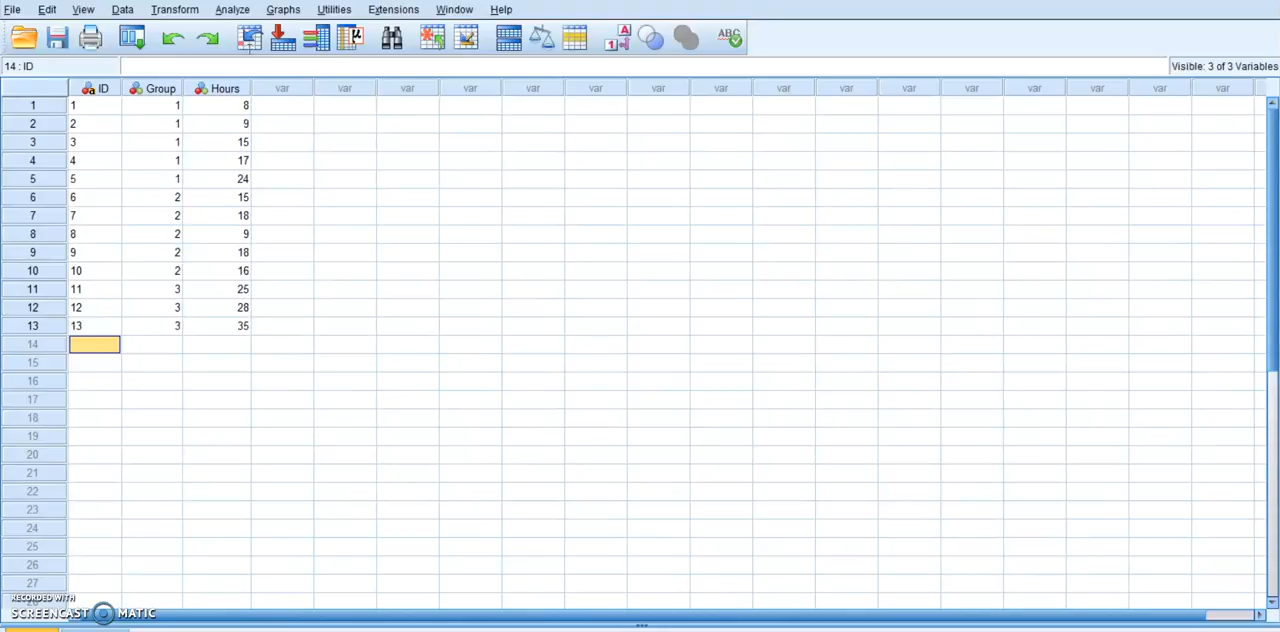 File Edit View Data Transform Analyze Graphs Utilities Extensions Window Help
14 : ID Visible: 3 of 3 Variables
ID Group Hours var var var var var var var var var var var var var var var var
1 1 1 8
2 2 1 9
3 3 1 15
4 4 1 17
5 5 1 24
6 6 2 15
7 7 2 18
8 8 2 9
9 9 2 18
10 10 2 16
11 11 3 25
12 12 3 28
13 13 3 35
14
15
16
17
18
19
20
21
22
23
24
25
26
27
RECORDED WITH
SCREENCAST MATIC